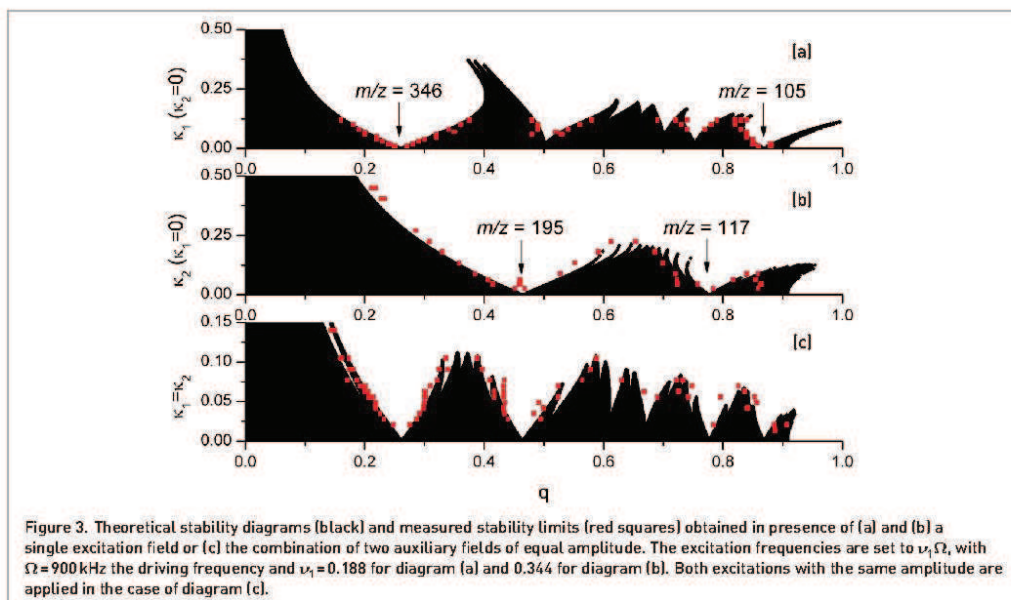 0.50
0.25
0.00
κ₁ (κ₂=0)
[a]
m/z = 346
m/z = 105
0.0 0.2 0.4 0.6 0.8 1.0
0.50
0.25
0.00
κ₂ (κ₁=0)
[b]
m/z = 195
m/z = 117
0.0 0.2 0.4 0.6 0.8 1.0
0.15
0.10
0.05
0.00
κ₁=κ₂
[c]
0.0 0.2 0.4 0.6 0.8 1.0
q
Figure 3. Theoretical stability diagrams (black) and measured stability limits (red squares) obtained in presence of (a) and (b) a
single excitation field or (c) the combination of two auxiliary fields of equal amplitude. The excitation frequencies are set to ν₁Ω, with
Ω=900kHz the driving frequency and ν₁=0.188 for diagram (a) and 0.344 for diagram (b). Both excitations with the same amplitude are
applied in the case of diagram (c).